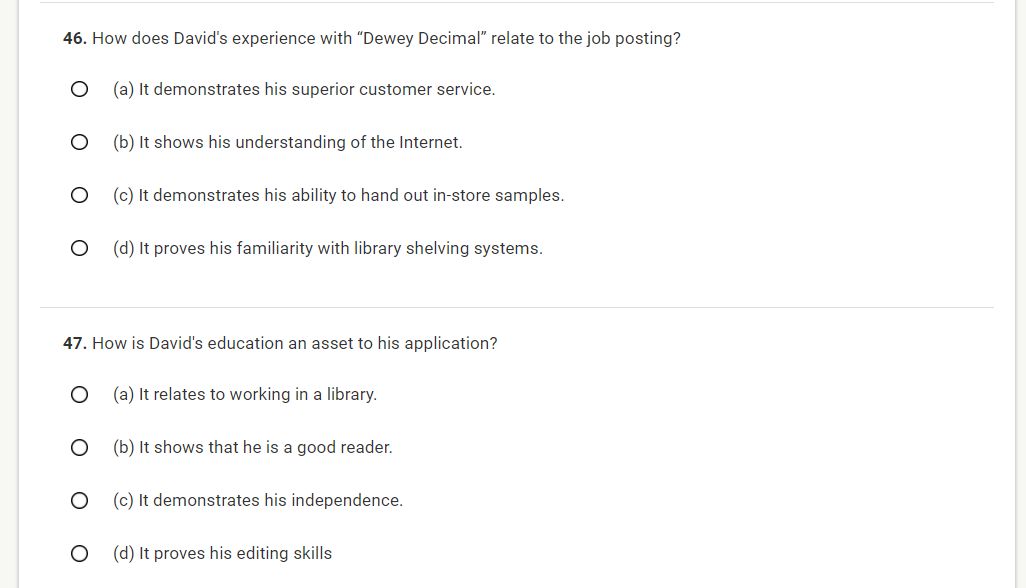 46. How does David's experience with “Dewey Decimal” relate to the job posting?
(a) It demonstrates his superior customer service.
(b) It shows his understanding of the Internet.
(c) It demonstrates his ability to hand out in-store samples.
(d) It proves his familiarity with library shelving systems.
47. How is David's education an asset to his application?
(a) It relates to working in a library.
(b) It shows that he is a good reader.
(c) It demonstrates his independence.
(d) It proves his editing skills